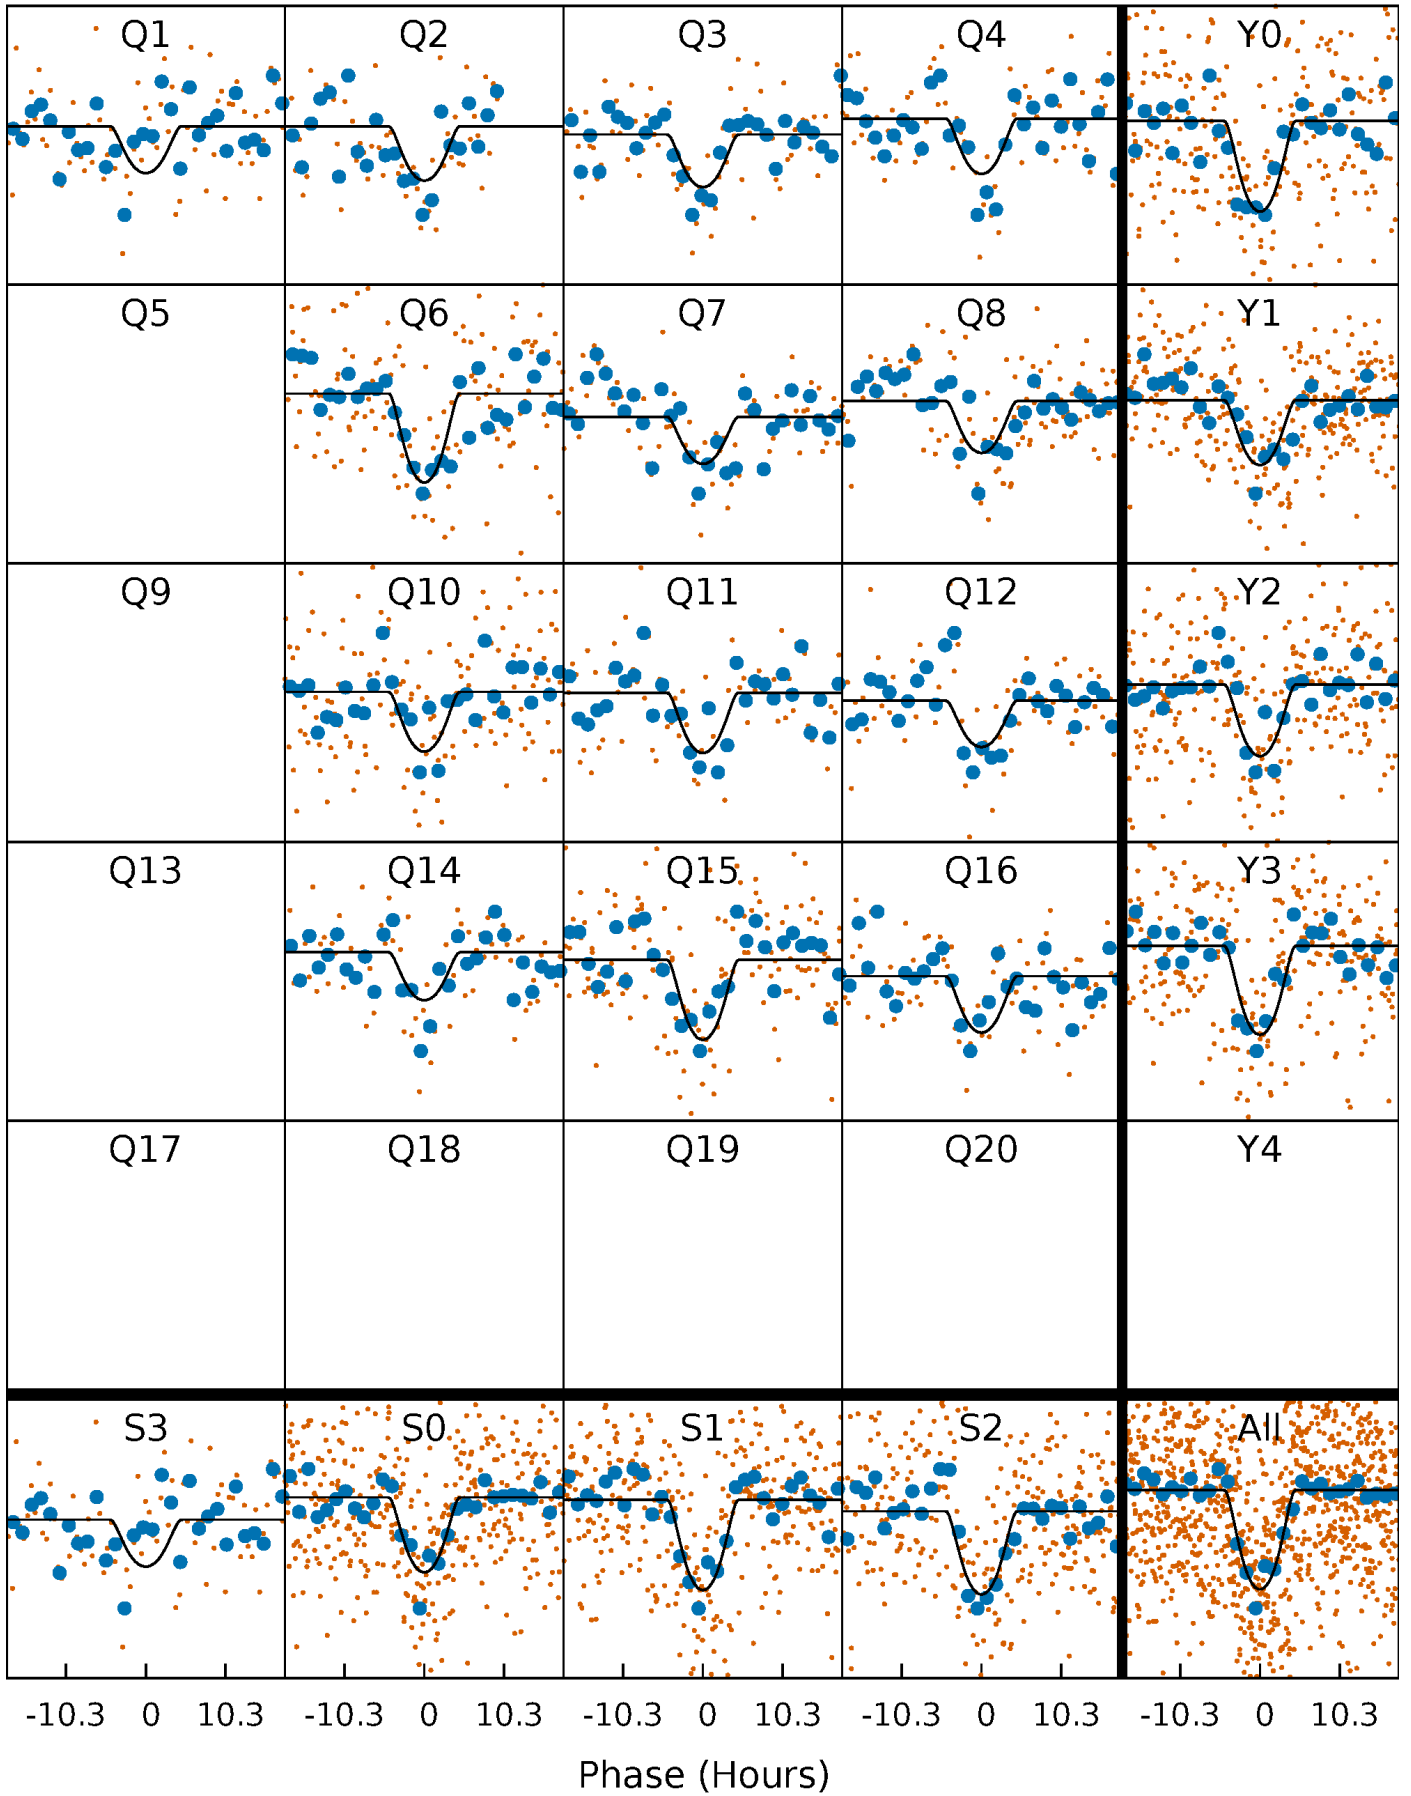 Q1 Q2 Q3 Q4 Y0
Q5 Q6 Q7 Q8 Y1
Q9 Q10 Q11 Q12 Y2
Q13 Q14 Q15 Q16 Y3
Q17 Q18 Q19 Q20 Y4
S3 S0 S1 S2 All
-10.3 0 10.3 -10.3 0 10.3 -10.3 0 10.3 -10.3 0 10.3 -10.3 0 10.3
Phase (Hours)